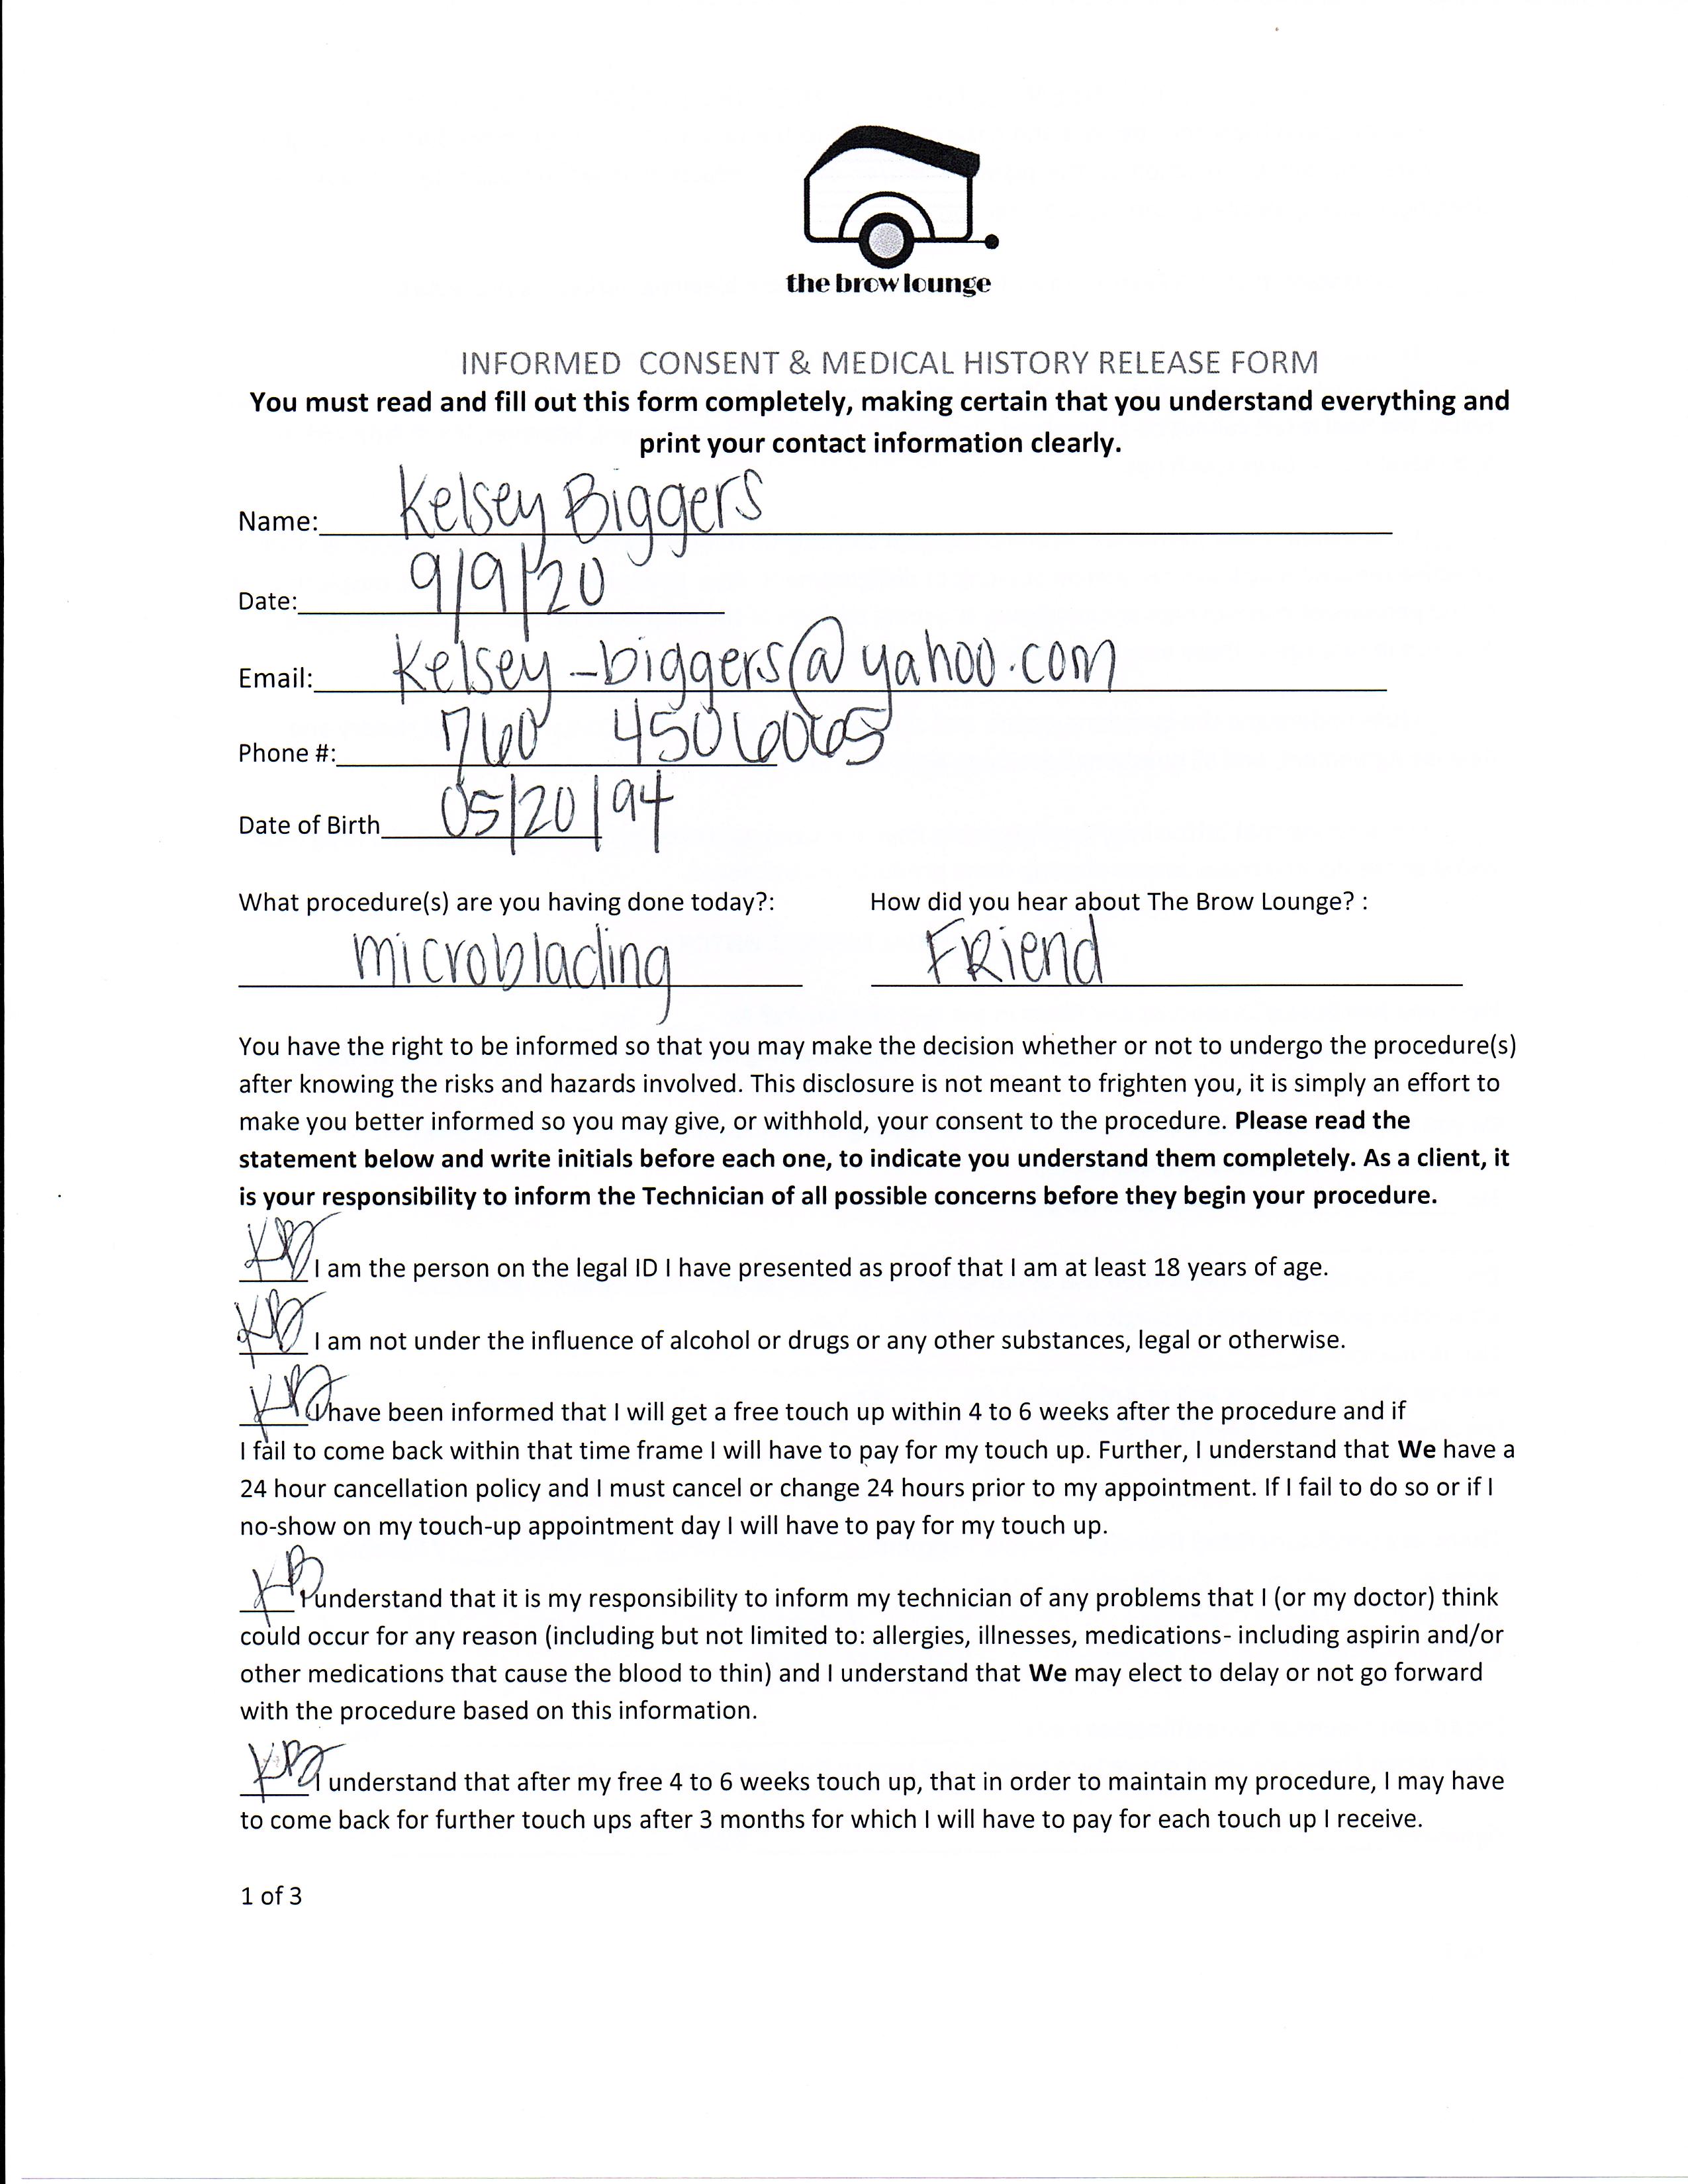 the brow lounge
INFORMED CONSENT & MEDICAL HISTORY RELEASE FORM
You must read and fill out this form completely, making certain that you understand everything and
print your contact information clearly.
Name: Kelsey Biggers
Date: 9/9/20
Email: Kelsey-biggers@yahoo.com
Phone #: 760 4506065
Date of Birth 05/20/94
What procedure(s) are you having done today?: How did you hear about The Brow Lounge? :
microblading FRiend
You have the right to be informed so that you may make the decision whether or not to undergo the procedure(s)
after knowing the risks and hazards involved. This disclosure is not meant to frighten you, it is simply an effort to
make you better informed so you may give, or withhold, your consent to the procedure. Please read the
statement below and write initials before each one, to indicate you understand them completely. As a client, it
is your responsibility to inform the Technician of all possible concerns before they begin your procedure.
KB I am the person on the legal ID I have presented as proof that I am at least 18 years of age.
KB I am not under the influence of alcohol or drugs or any other substances, legal or otherwise.
KB I have been informed that I will get a free touch up within 4 to 6 weeks after the procedure and if
I fail to come back within that time frame I will have to pay for my touch up. Further, I understand that We have a
24 hour cancellation policy and I must cancel or change 24 hours prior to my appointment. If I fail to do so or if I
no-show on my touch-up appointment day I will have to pay for my touch up.
KB I understand that it is my responsibility to inform my technician of any problems that I (or my doctor) think
could occur for any reason (including but not limited to: allergies, illnesses, medications- including aspirin and/or
other medications that cause the blood to thin) and I understand that We may elect to delay or not go forward
with the procedure based on this information.
KB I understand that after my free 4 to 6 weeks touch up, that in order to maintain my procedure, I may have
to come back for further touch ups after 3 months for which I will have to pay for each touch up I receive.
1 of 3